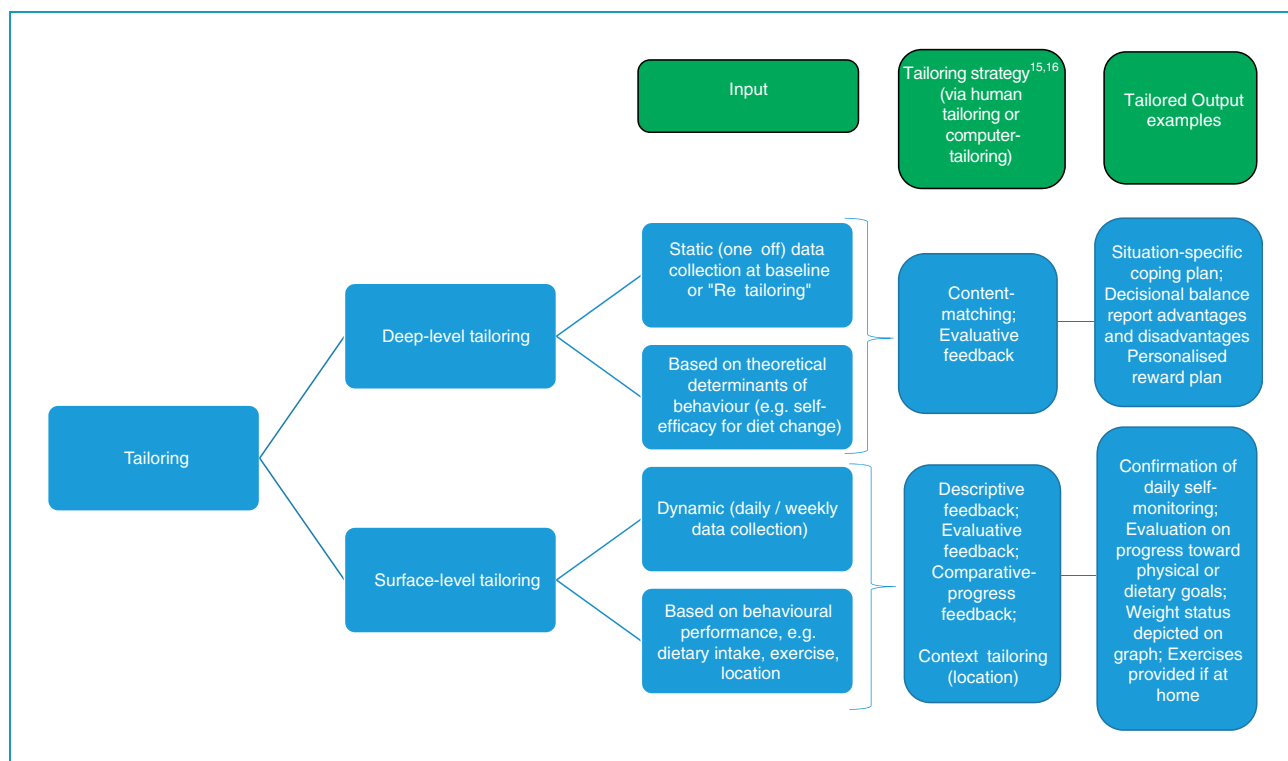 Input
Tailoring strategy15,16
(via human
tailoring or
computer-
tailoring)
Tailored Output
examples
Tailoring
Deep-level tailoring
Surface-level tailoring
Static (one off) data
collection at baseline
or "Re tailoring"
Based on theoretical
determinants of
behaviour (e.g. self-
efficacy for diet change)
Dynamic (daily / weekly
data collection)
Based on behavioural
performance, e.g.
dietary intake, exercise,
location
Content-
matching;
Evaluative
feedback
Descriptive
feedback;
Evaluative
feedback;
Comparative-
progress
feedback;
Context tailoring
(location)
Situation-specific
coping plan;
Decisional balance
report advantages
and disadvantages
Personalised
reward plan
Confirmation of
daily self-
monitoring;
Evaluation on
progress toward
physical or
dietary goals;
Weight status
depicted on
graph; Exercises
provided if at
home